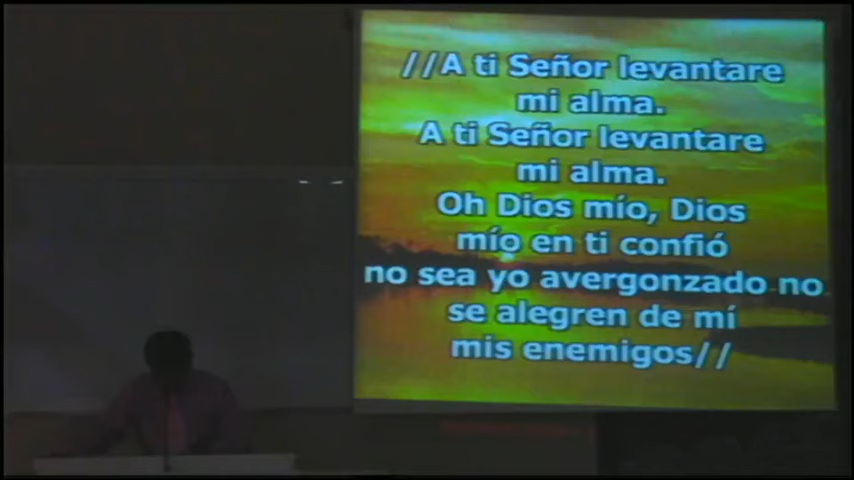 //A ti Señor levantare
mi alma.
A ti Señor levantare
mi alma.
Oh Dios mío, Dios
mío en ti confió
no sea yo avergonzado no
se alegren de mí
mis enemigos//